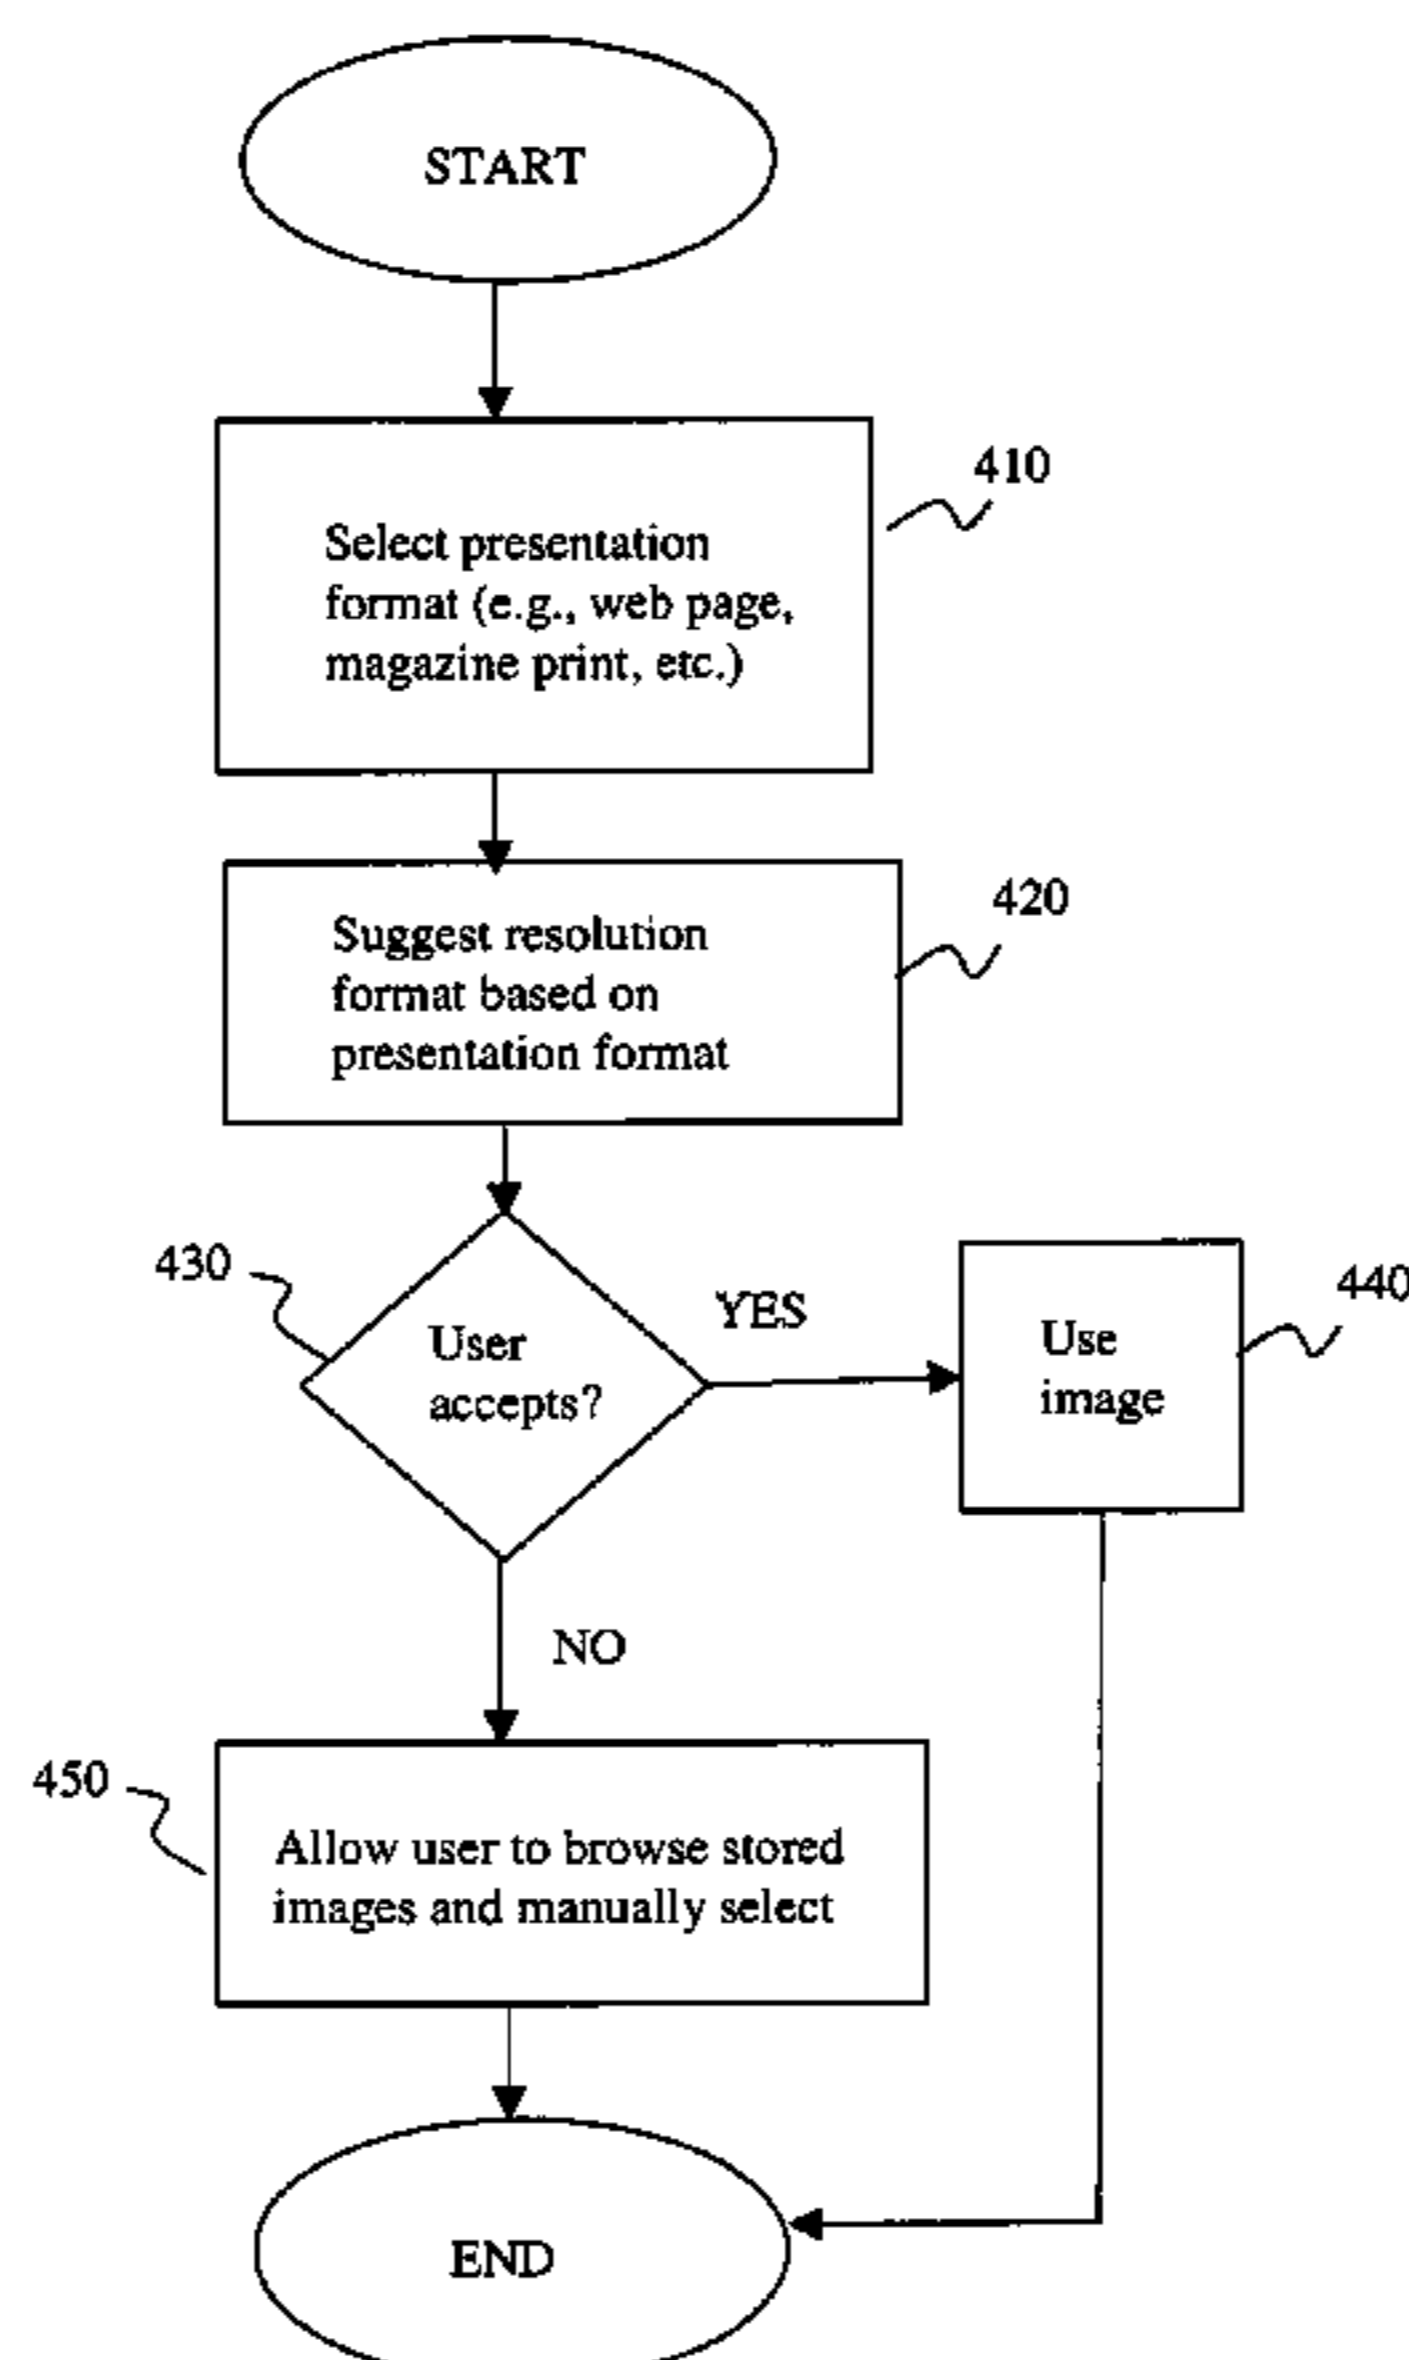 START
410
Select presentation
format (e.g., web page,
magazine print, etc.)
420
Suggest resolution
format based on
presentation format
430
User
accepts?
YES
Use
image
440
NO
450
Allow user to browse stored
images and manually select
END